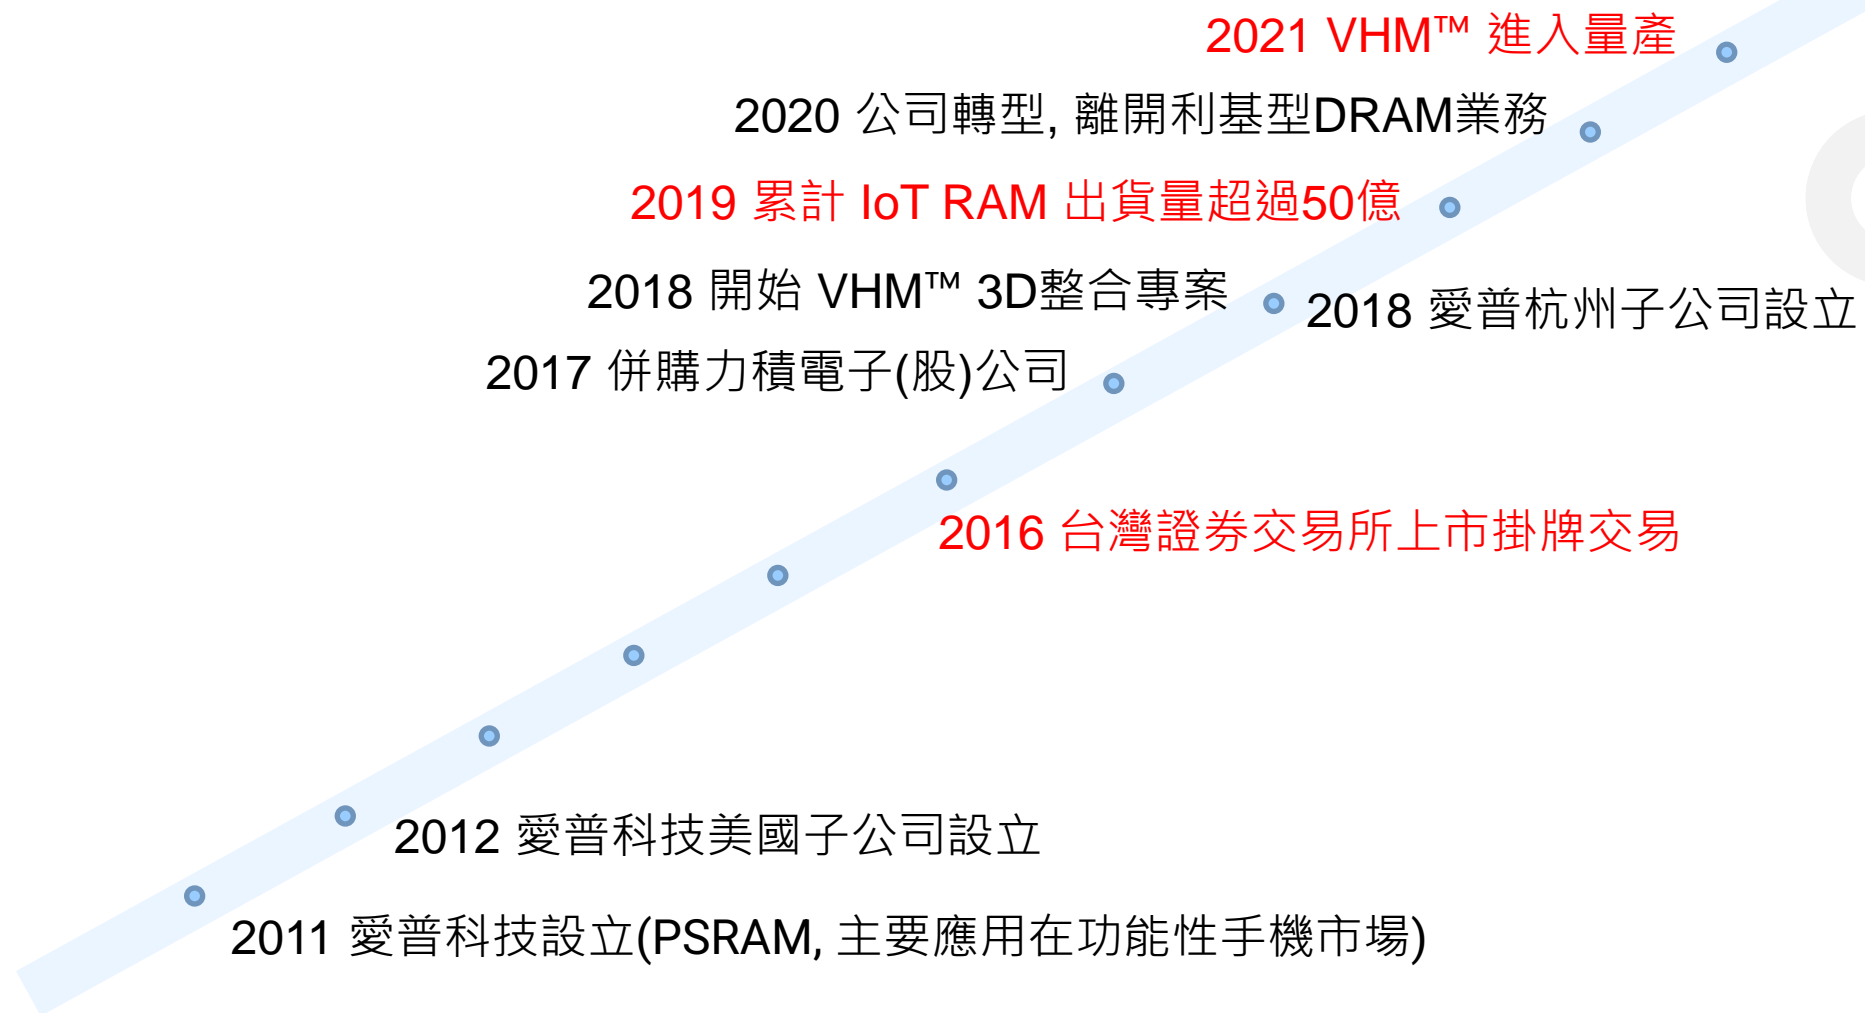 2021 VHM™ 進入量產
2020 公司轉型, 離開利基型DRAM業務
2019 累計 IoT RAM 出貨量超過50億
2018 開始 VHM™ 3D整合專案
2018 愛普杭州子公司設立
2017 併購力積電子(股)公司
2016 台灣證券交易所上市掛牌交易
2012 愛普科技美國子公司設立
2011 愛普科技設立(PSRAM, 主要應用在功能性手機市場)